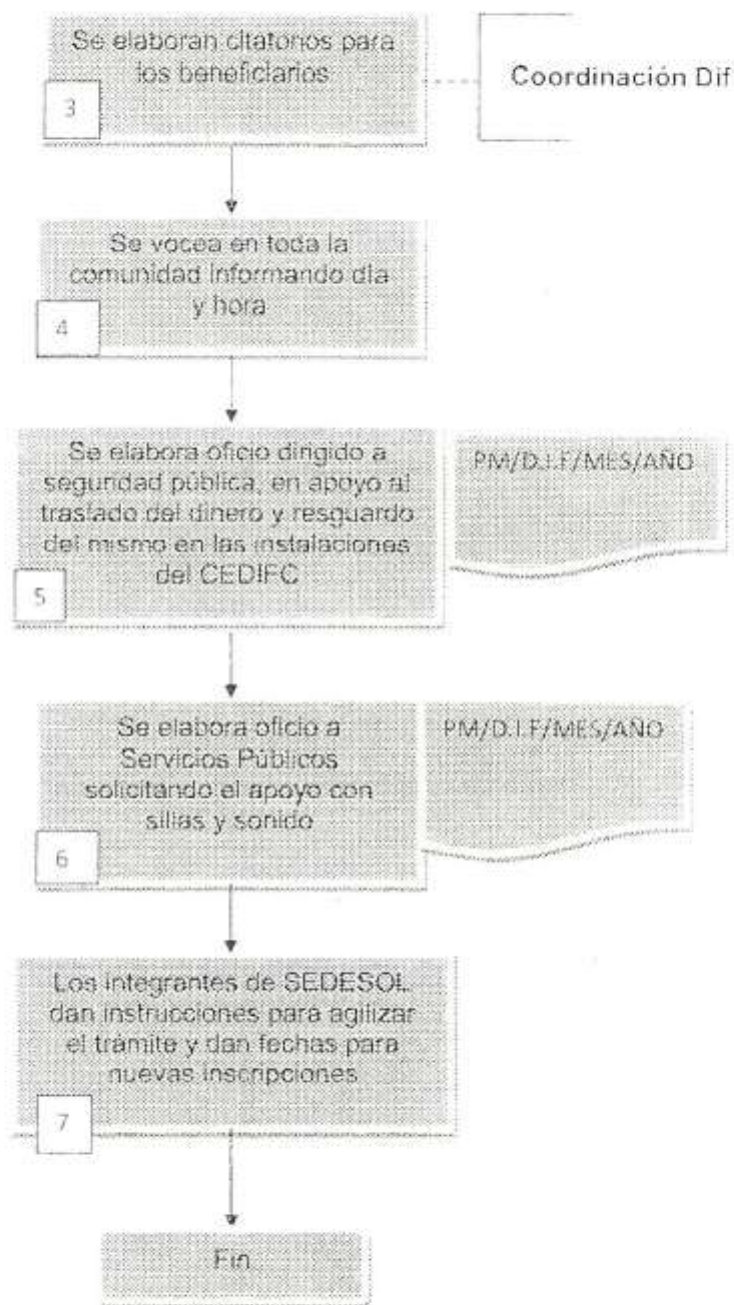 Se elaboran citatorios para
los beneficiarios
3
Coordinación Dif
Se vocea en toda la
comunidad informando día
y hora
4
Se elabora oficio dirigido a
seguridad pública, en apoyo al
traslado del dinero y resguardo
del mismo en las instalaciones
del CEDIFC
5
PM/D.I.F/MES/AÑO
Se elabora oficio a
Servicios Públicos
solicitando el apoyo con
sillas y sonido
6
PM/D.I.F/MES/AÑO
Los integrantes de SEDESOL
dan instrucciones para agilizar
el trámite y dan fechas para
nuevas inscripciones
7
Fin